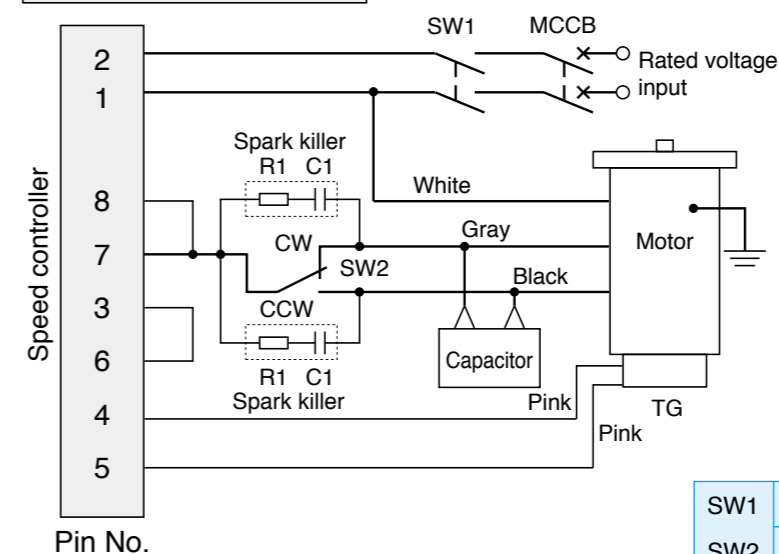 SW1
MCCB
2
Rated voltage
input
1
Spark killer
R1 C1
White
8
Gray
CW
Motor
7
SW2
Black
3
CCW
Capacitor
6
R1 C1
Spark killer
Pink
TG
4
Pink
5
Speed controller
Pin No.
SW1
SW2